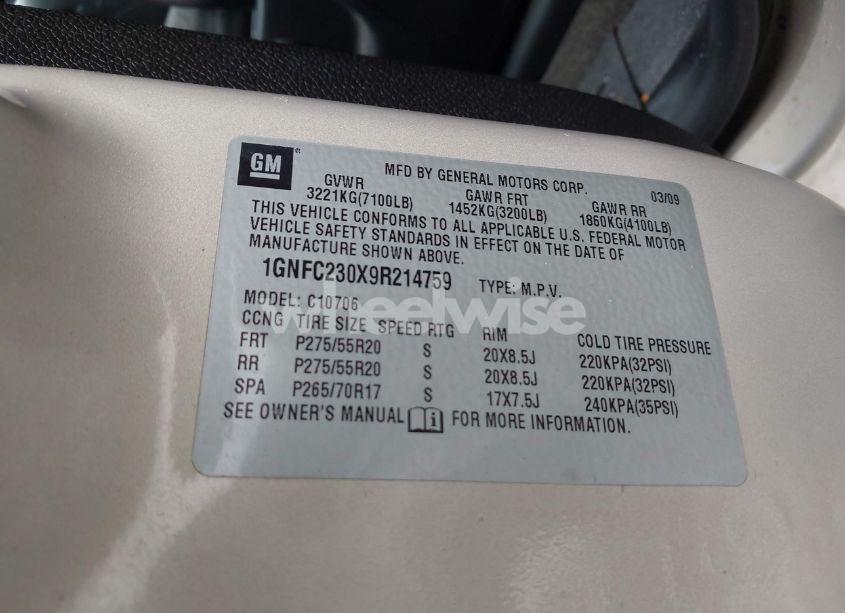 GM
MFD BY GENERAL MOTORS CORP. 03/09
GVWR GAWR FRT GAWR RR
3221KG(7100LB) 1452KG(3200LB) 1860KG(4100LB)
THIS VEHICLE CONFORMS TO ALL APPLICABLE U.S. FEDERAL MOTOR
VEHICLE SAFETY STANDARDS IN EFFECT ON THE DATE OF
MANUFACTURE SHOWN ABOVE.
1GNFC230X9R214759 TYPE: M.P.V.
MODEL: C10706
wheelwise
CCNG TIRE SIZE SPEED RTG RIM COLD TIRE PRESSURE
FRT P275/55R20 S 20X8.5J 220KPA(32PSI)
RR P275/55R20 S 20X8.5J 220KPA(32PSI)
SPA P265/70R17 S 17X7.5J 240KPA(35PSI)
SEE OWNER'S MANUAL i FOR MORE INFORMATION.